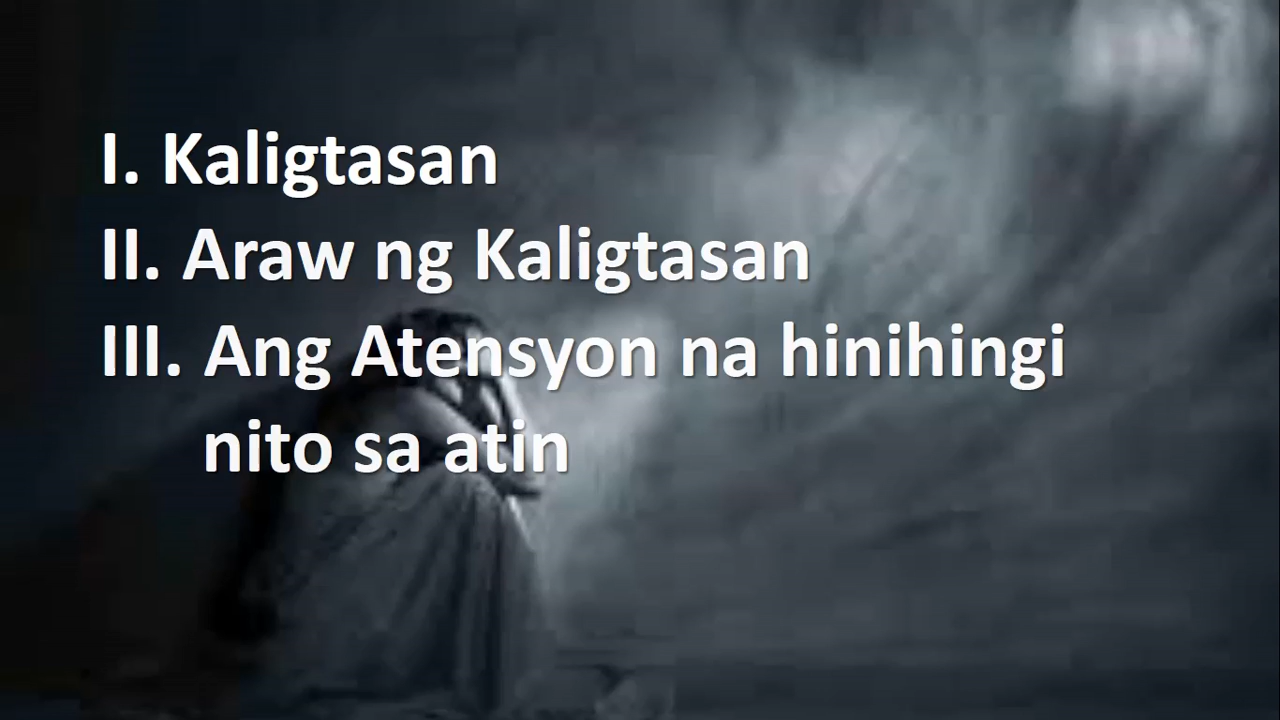 I. Kaligtasan
II. Araw ng Kaligtasan
III. Ang Atensyon na hinihingi
nito sa atin